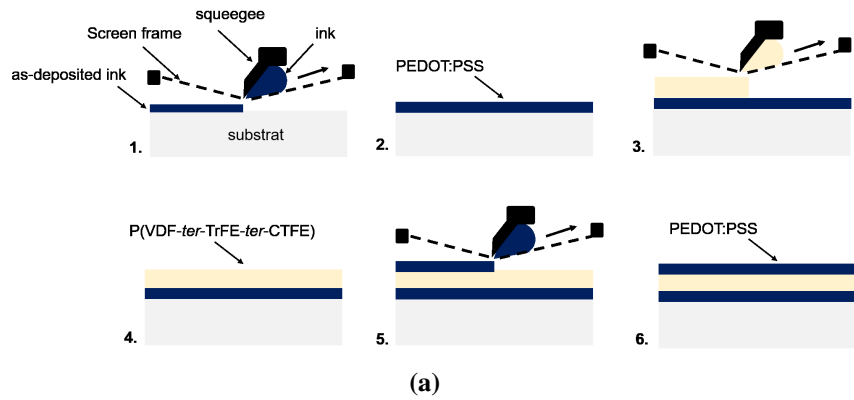 squeegee
Screen frame
ink
as-deposited ink
substrat
1.
PEDOT:PSS
2.
3.
P(VDF-ter-TrFE-ter-CTFE)
4.
5.
PEDOT:PSS
6.
(a)